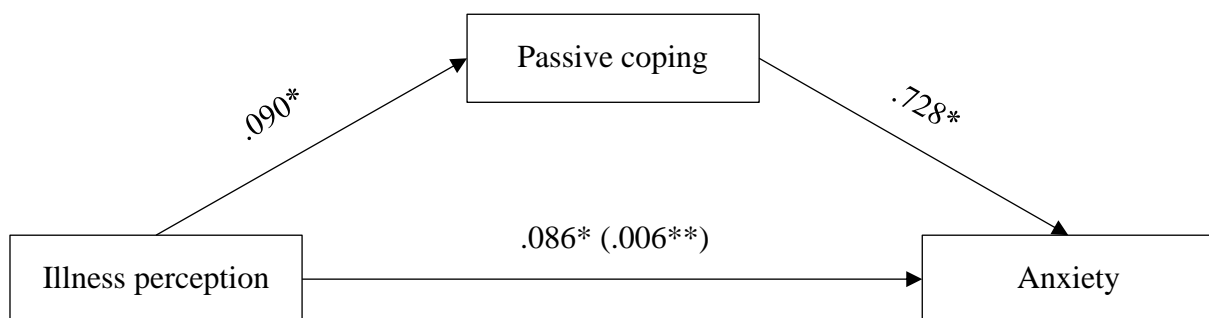 Passive coping
.090*
.728*
.086* (.006**)
Illness perception
Anxiety